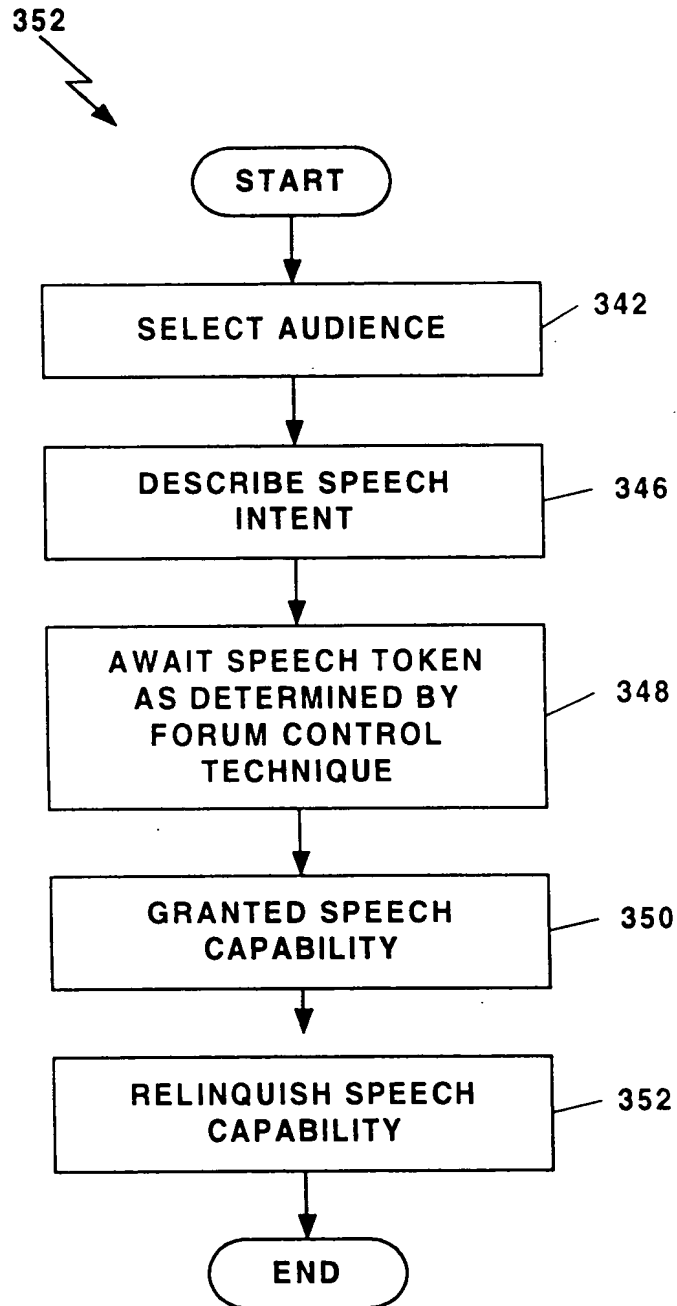 352
START
SELECT AUDIENCE
342
DESCRIBE SPEECH
INTENT
346
AWAIT SPEECH TOKEN
AS DETERMINED BY
FORUM CONTROL
TECHNIQUE
348
GRANTED SPEECH
CAPABILITY
350
RELINQUISH SPEECH
CAPABILITY
352
END